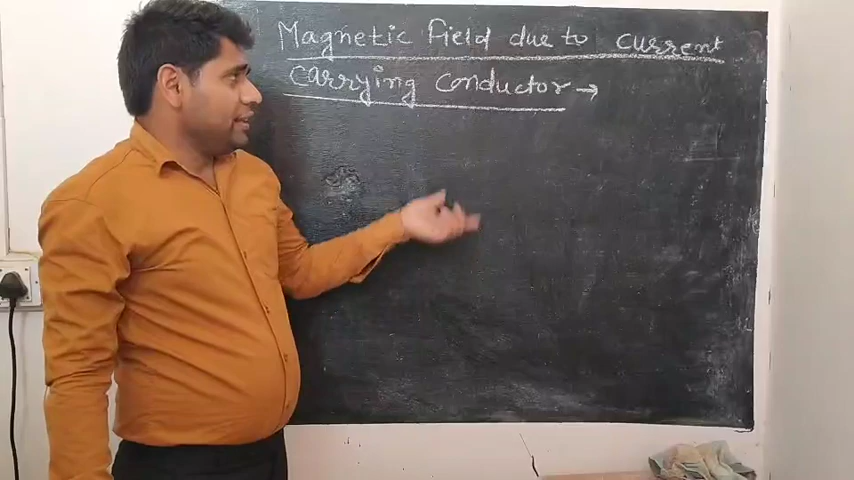 Magnetic Field due to current
carrying conductor →